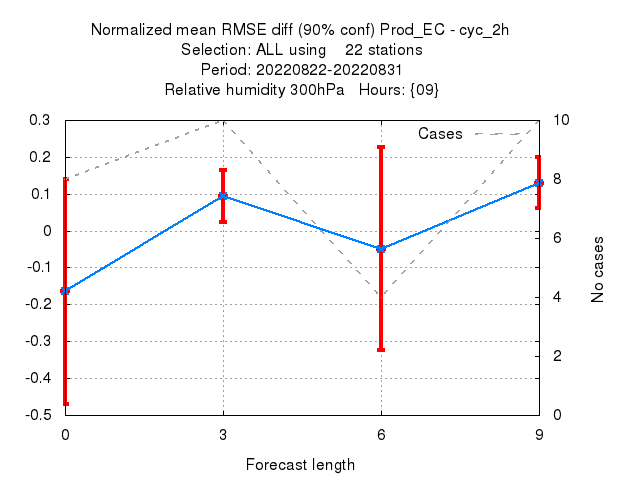 Normalized mean RMSE diff (90% conf) Prod_EC - cyc_2h
Selection: ALL using    22 stations
Period: 20220822-20220831
Relative humidity 300hPa   Hours: {09}
Cases
0.3
0.2
0.1
0
-0.1
-0.2
-0.3
-0.4
-0.5
10
8
6
4
2
0
No cases
0 3 6 9
Forecast length